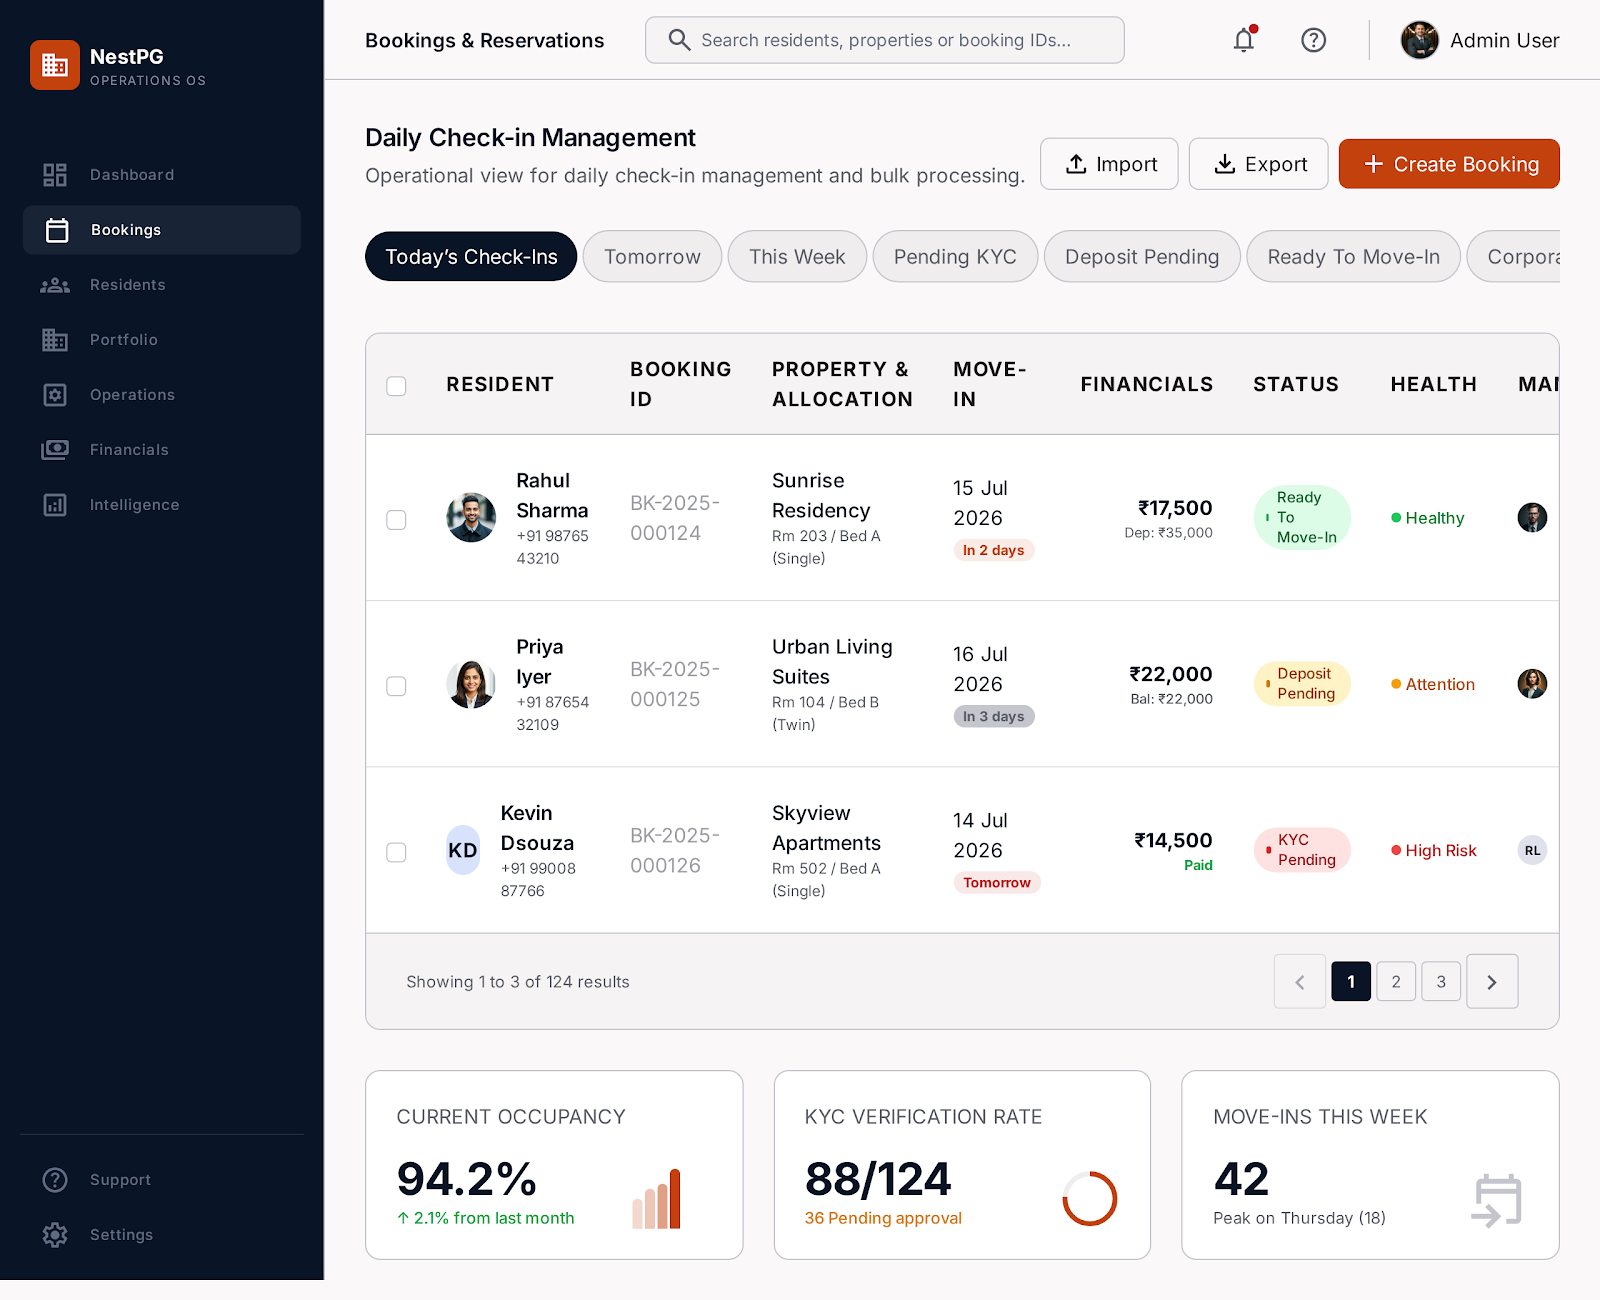 NestPG
OPERATIONS OS
Dashboard
Bookings
Residents
Portfolio
Operations
Financials
Intelligence
Support
Settings
Bookings & Reservations
Search residents, properties or booking IDs...
Admin User
Daily Check-in Management
Operational view for daily check-in management and bulk processing.
Import
Export
Create Booking
Today’s Check-Ins
Tomorrow
This Week
Pending KYC
Deposit Pending
Ready To Move-In
Corpora
RESIDENT
BOOKING
ID
PROPERTY &
ALLOCATION
MOVE-
IN
FINANCIALS
STATUS
HEALTH
MAN
Rahul
Sharma
+91 98765
43210
BK-2025-
000124
Sunrise
Residency
Rm 203 / Bed A
(Single)
15 Jul
2026
In 2 days
₹17,500
Dep: ₹35,000
Ready
To
Move-In
Healthy
Priya
Iyer
+91 87654
32109
BK-2025-
000125
Urban Living
Suites
Rm 104 / Bed B
(Twin)
16 Jul
2026
In 3 days
₹22,000
Bal: ₹22,000
Deposit
Pending
Attention
KD
Kevin
Dsouza
+91 99008
87766
BK-2025-
000126
Skyview
Apartments
Rm 502 / Bed A
(Single)
14 Jul
2026
Tomorrow
₹14,500
Paid
KYC
Pending
High Risk
RL
Showing 1 to 3 of 124 results
1
2
3
CURRENT OCCUPANCY
94.2%
↑ 2.1% from last month
KYC VERIFICATION RATE
88/124
36 Pending approval
MOVE-INS THIS WEEK
42
Peak on Thursday (18)